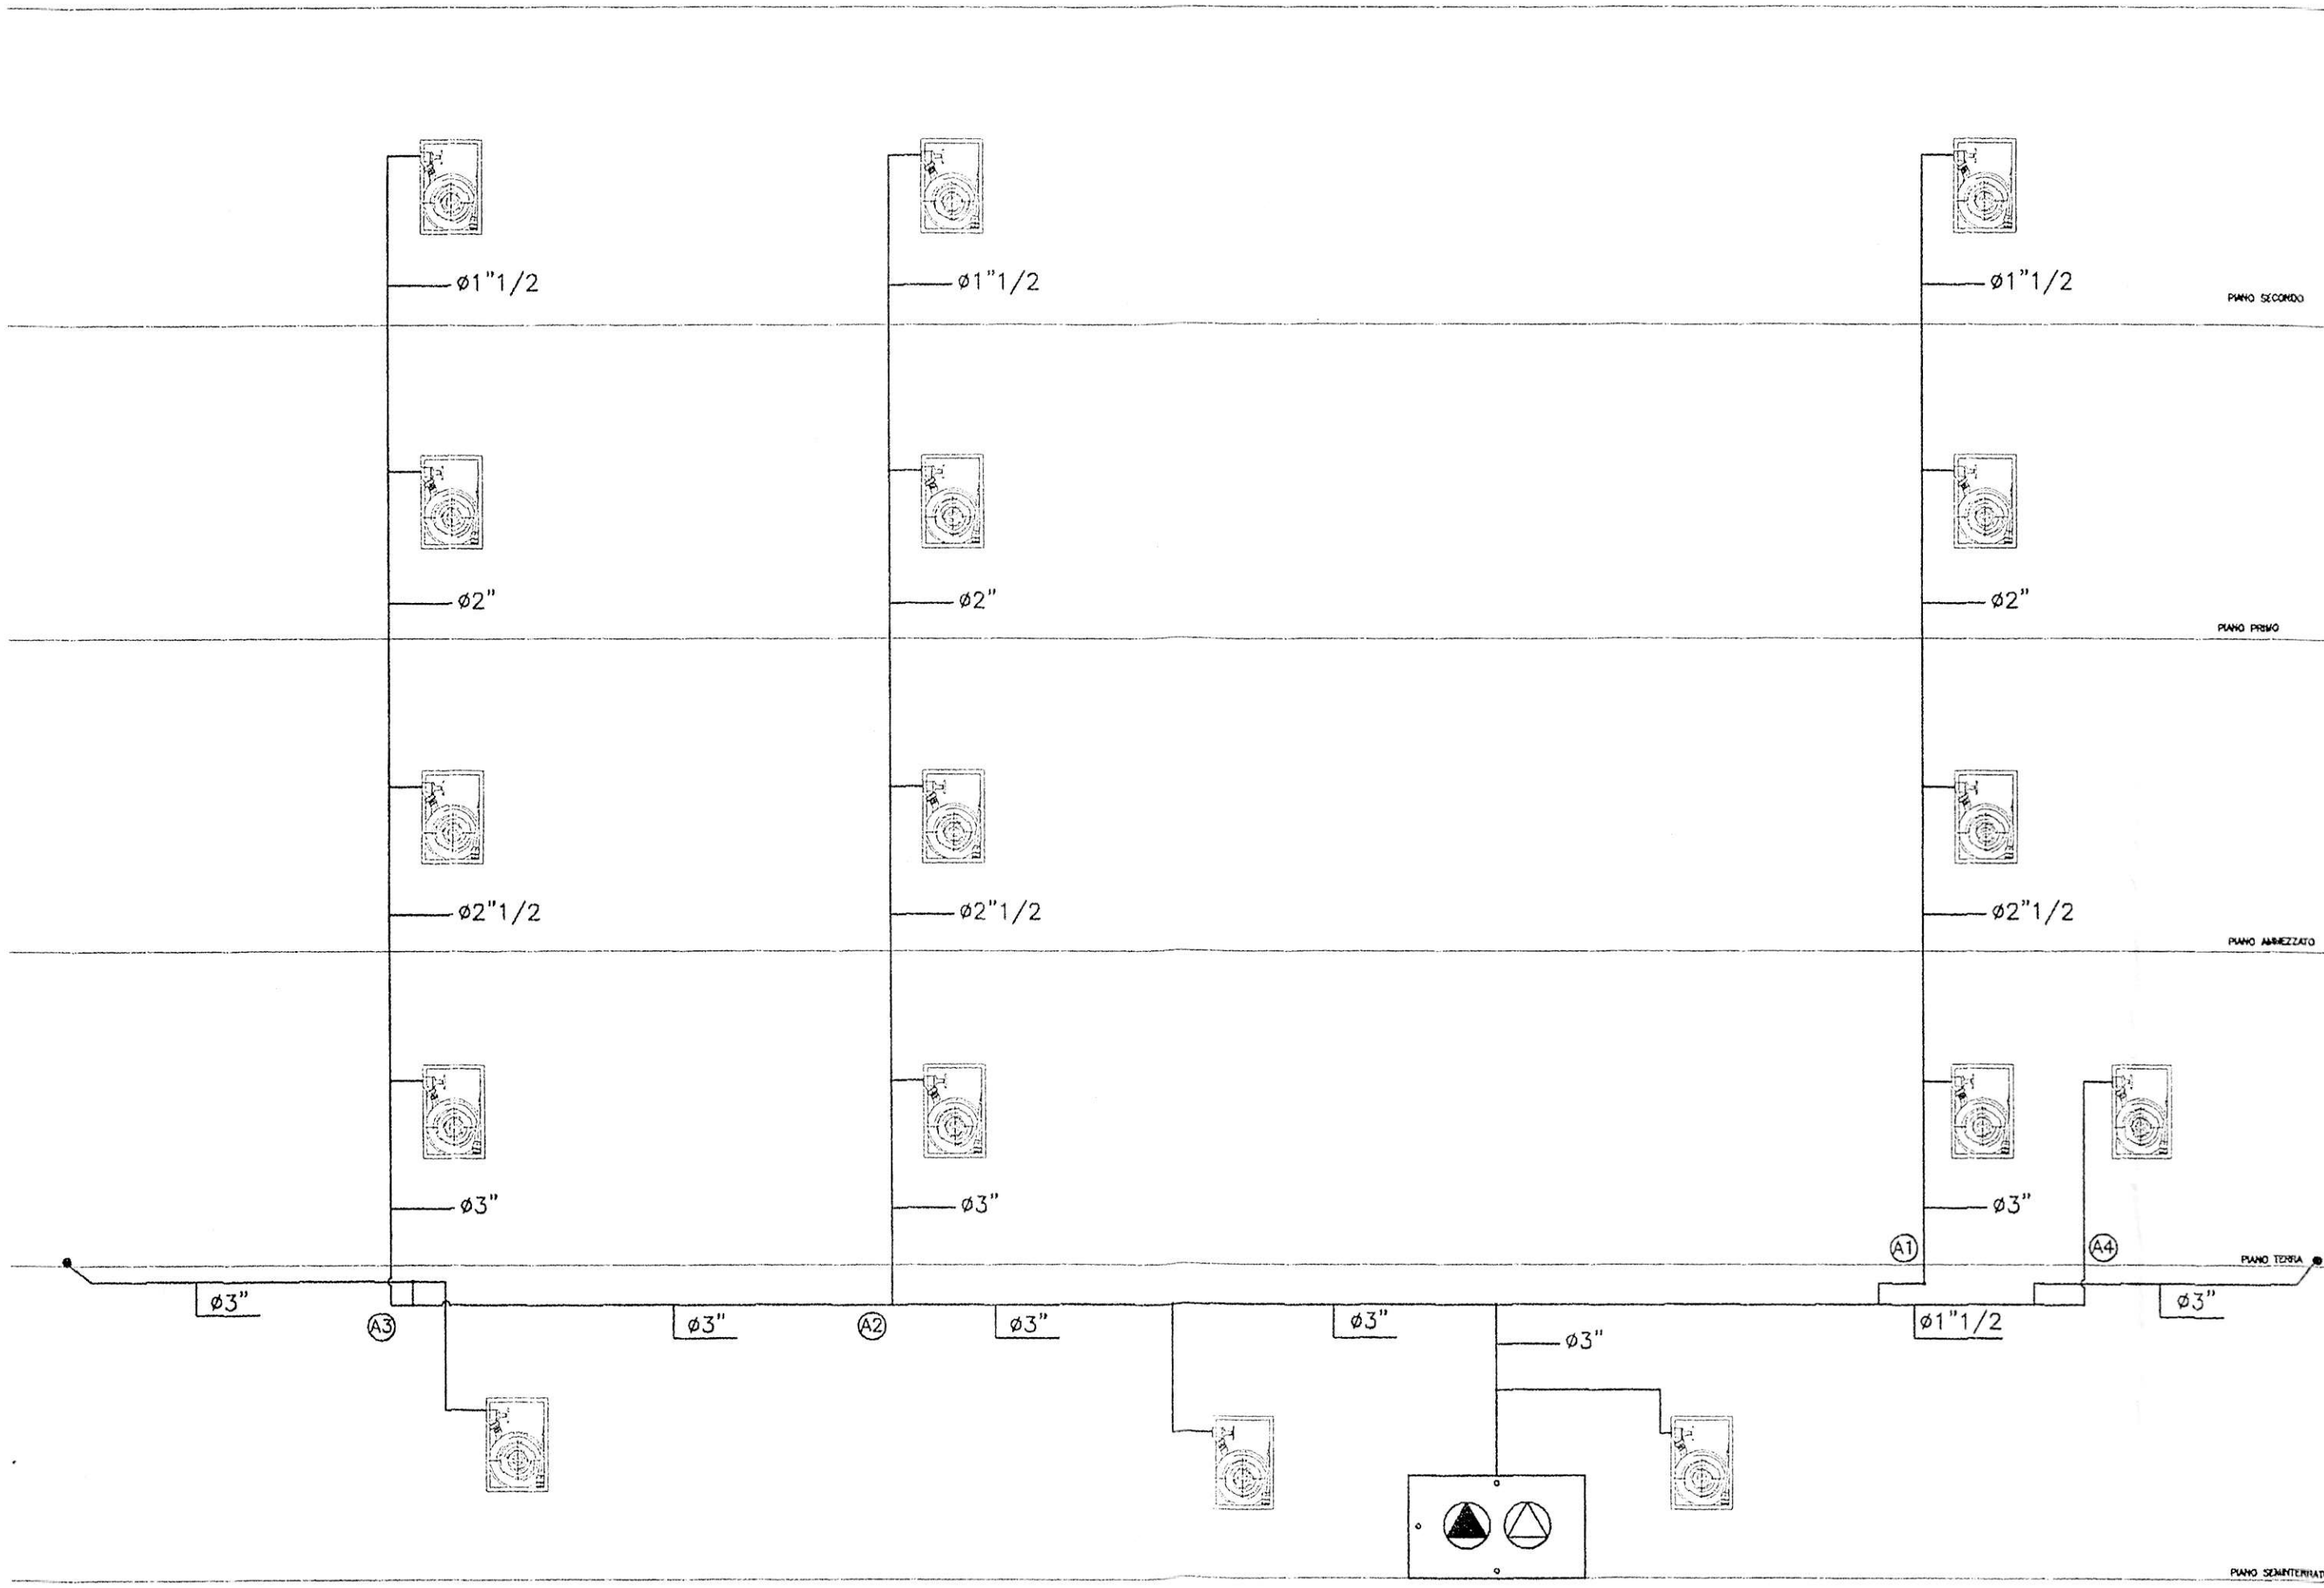 ø1"1/2 ø1"1/2 ø1"1/2
PIANO SECONDO
ø2" ø2" ø2"
PIANO PRIMO
ø2"1/2 ø2"1/2 ø2"1/2
PIANO AMMEZZATO
ø3" ø3" ø3"
A1 A4
PIANO TERRA
ø3" ø3"
A3 ø3" A2 ø3" ø3" ø1"1/2
ø3"
PIANO SEMINTERRAT